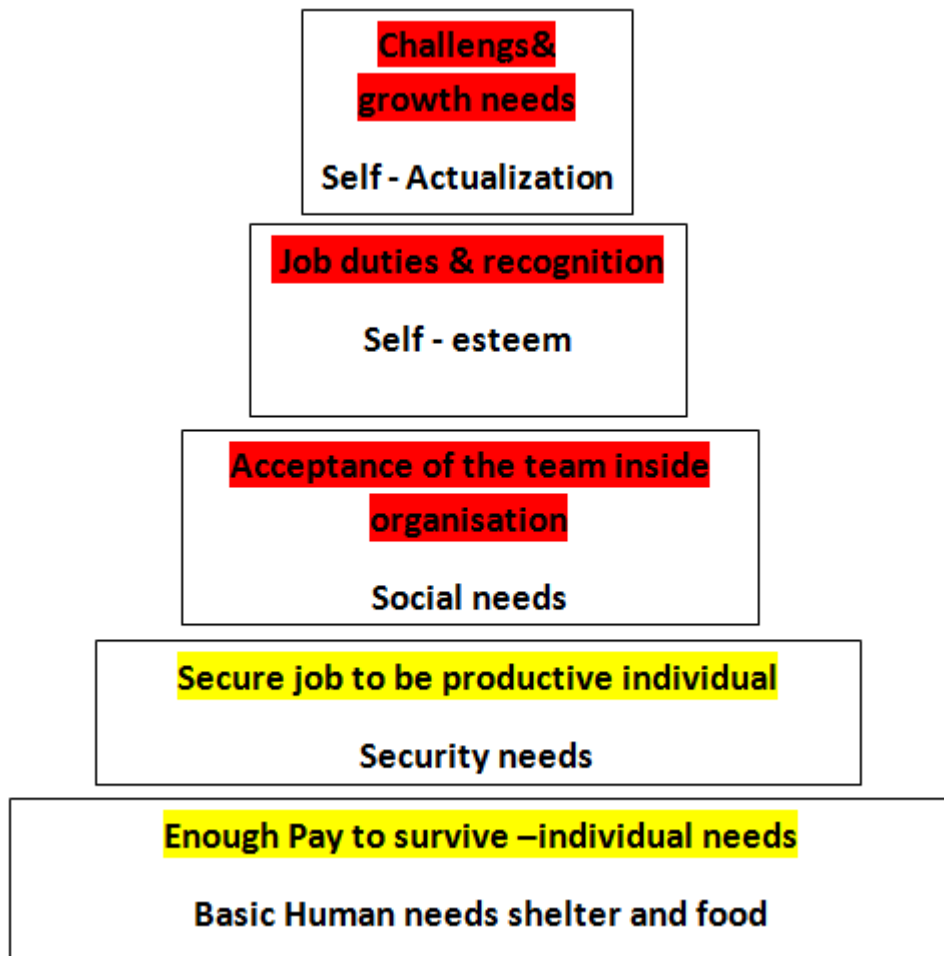 Challengs&
growth needs
Self - Actualization
Job duties & recognition
Self - esteem
Acceptance of the team inside
organisation
Social needs
Secure job to be productive individual
Security needs
Enough Pay to survive –individual needs
Basic Human needs shelter and food